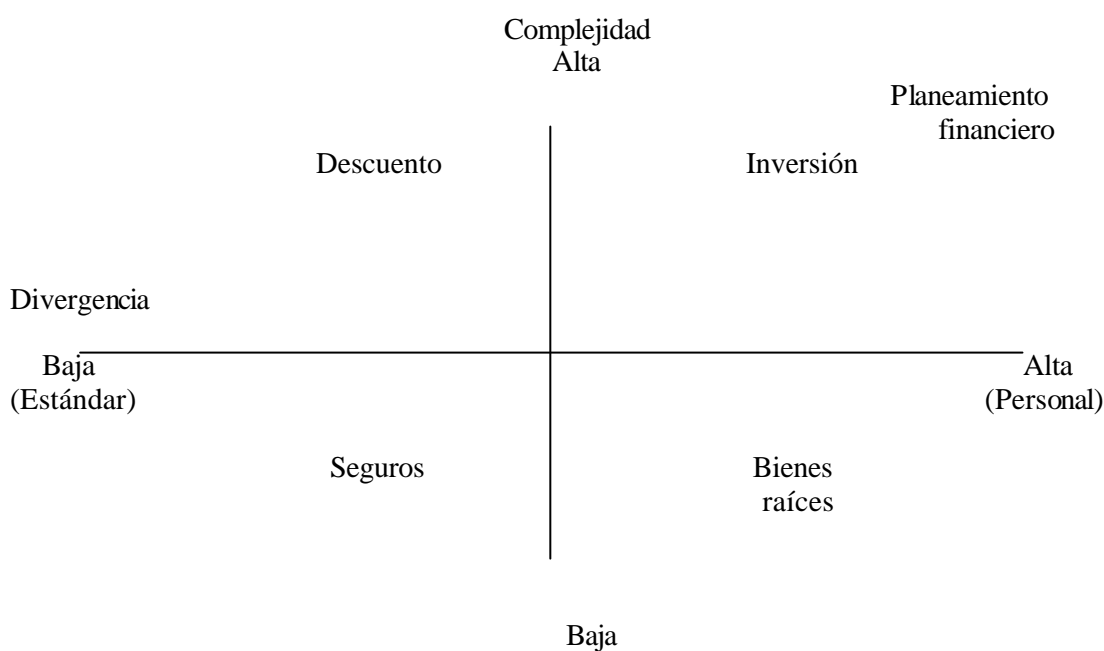 Complejidad
Alta
Planeamiento
financiero
Descuento
Inversión
Divergencia
Baja
(Estándar)
Alta
(Personal)
Seguros
Bienes
raíces
Baja